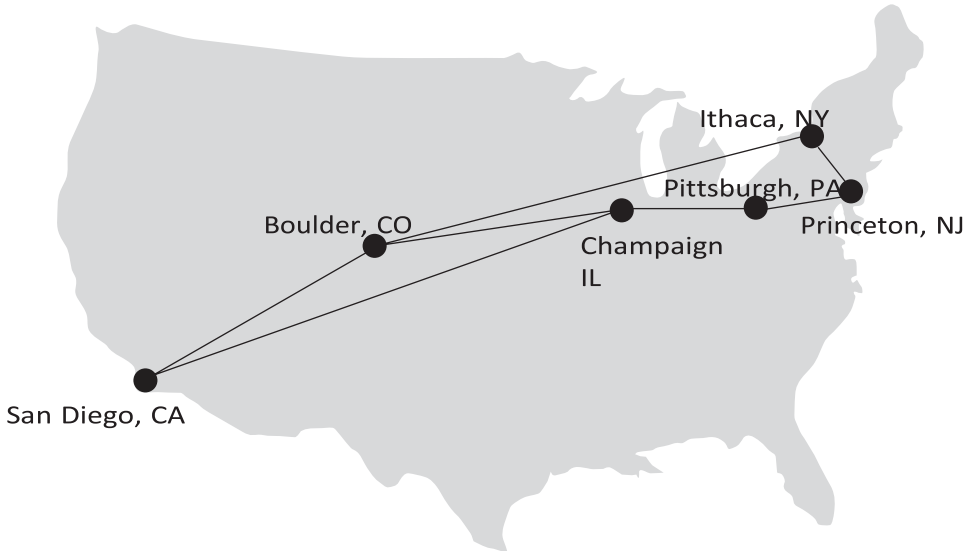 Ithaca, NY
Pittsburgh, PA
Boulder, CO
Princeton, NJ
Champaign
IL
San Diego, CA